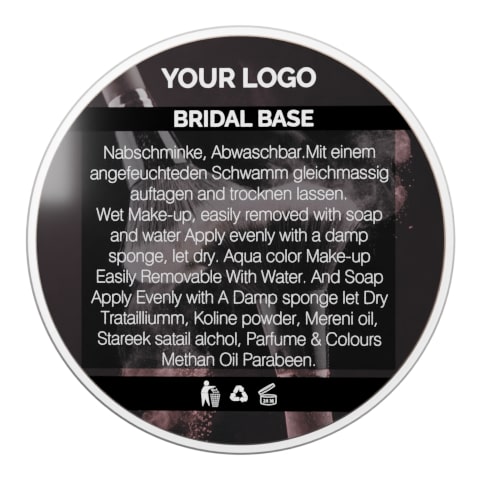 YOUR LOGO
BRIDAL BASE
Nabschminke, Abwaschbar.Mit einem
angefeuchteden Schwamm gleichmassig
auftagen and trocknen lassen.
Wet Make-up, easily removed with soap
and water Apply evenly with a damp
sponge, let dry. Aqua color Make-up
Easily Removable With Water. And Soap
Apply Evenly with A Damp sponge let Dry
Tratailliumm, Koline powder, Mereni oil,
Stareek satail alchol, Parfume & Colours
Methan Oil Parabeen.